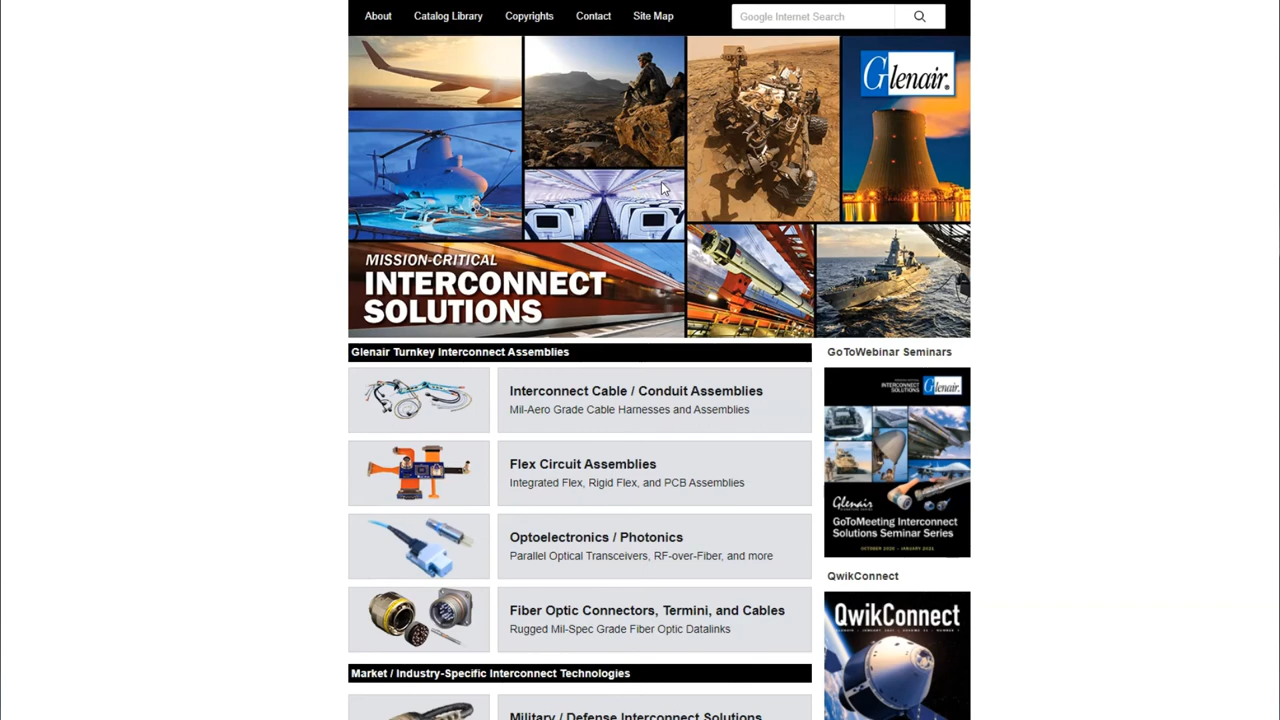 About
Catalog Library
Copyrights
Contact
Site Map
Google Internet Search
Glenair®
MISSION-CRITICAL
INTERCONNECT
SOLUTIONS
Glenair Turnkey Interconnect Assemblies
Interconnect Cable / Conduit Assemblies
Mil-Aero Grade Cable Harnesses and Assemblies
Flex Circuit Assemblies
Integrated Flex, Rigid Flex, and PCB Assemblies
Optoelectronics / Photonics
Parallel Optical Transceivers, RF-over-Fiber, and more
Fiber Optic Connectors, Termini, and Cables
Rugged Mil-Spec Grade Fiber Optic Datalinks
Market / Industry-Specific Interconnect Technologies
Military / Defense Interconnect Solutions
GoToWebinar Seminars
INTERCONNECT
SOLUTIONS
Glenair
Glenair
GoToMeeting Interconnect
Solutions Seminar Series
OCTOBER 2020 - JANUARY 2021
QwikConnect
QwikConnect